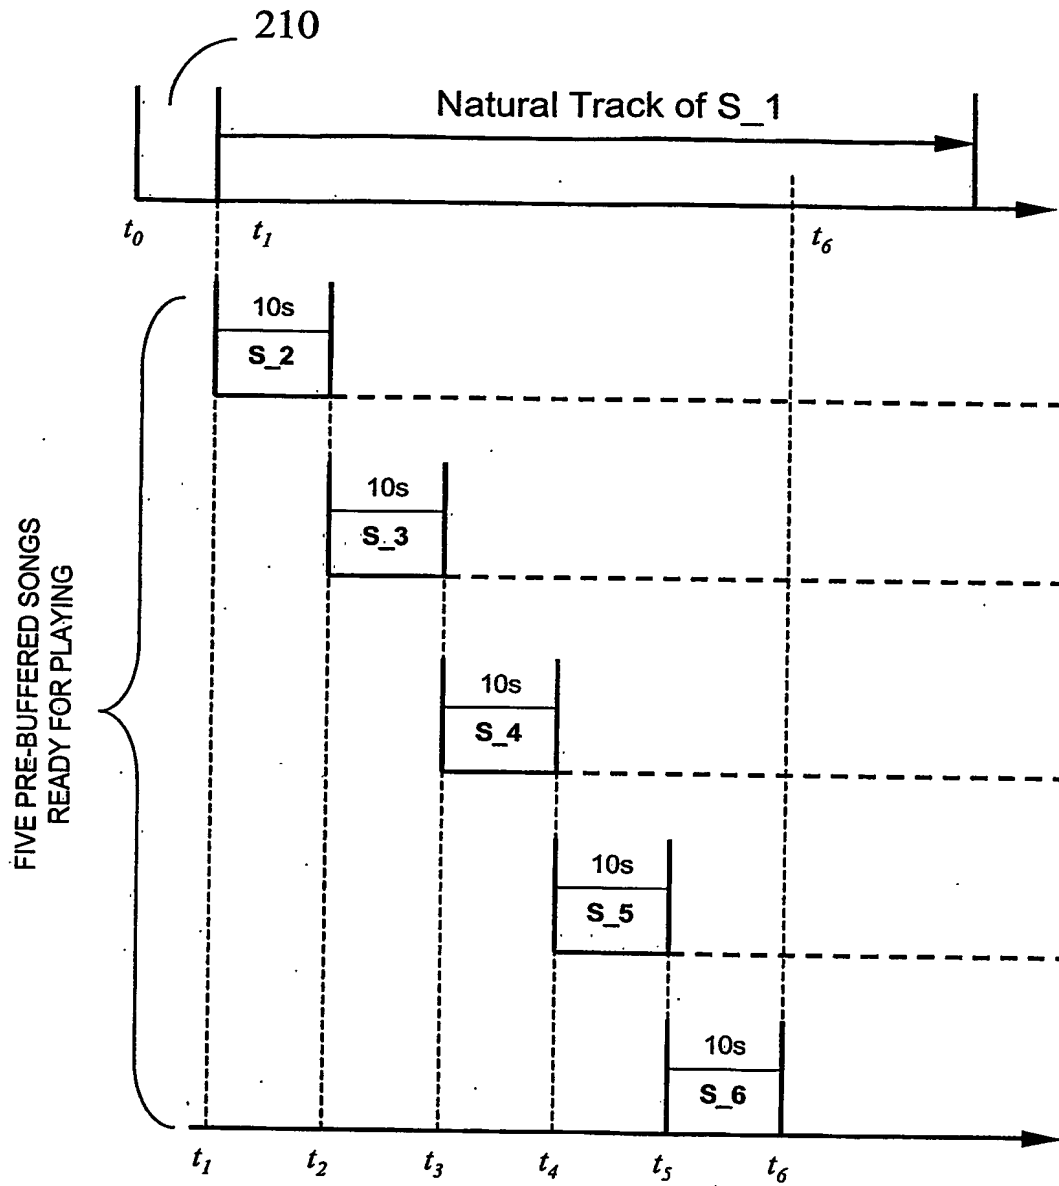 210
Natural Track of S_1
t0 t1 t6
10s
S_2
10s
S_3
10s
S_4
10s
S_5
10s
S_6
FIVE PRE-BUFFERED SONGS
READY FOR PLAYING
t1 t2 t3 t4 t5 t6